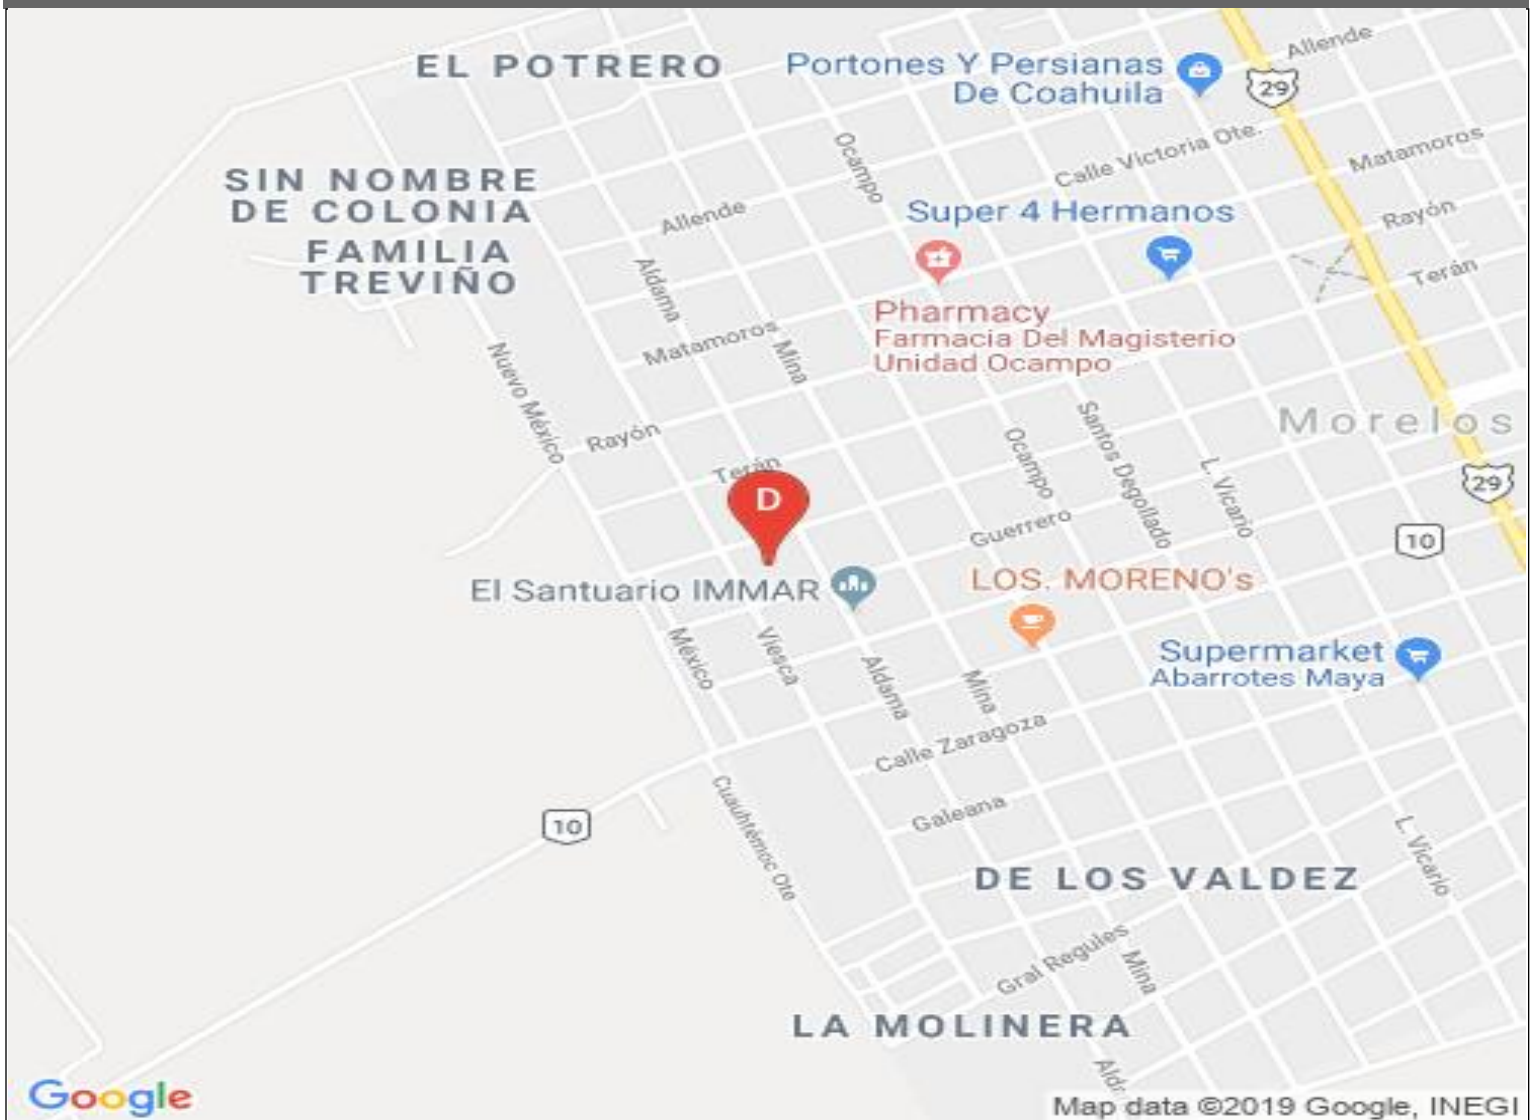 EL POTRERO
Portones Y Persianas
De Coahuila
29
Allende
Calle Victoria Ote.
Matamoros
Ocampo
SIN NOMBRE
DE COLONIA
FAMILIA
TREVIÑO
Allende
Super 4 Hermanos
Rayón
Terán
Aldama
Pharmacy
Farmacia Del Magisterio
Unidad Ocampo
Matamoros
Mina
Nuevo México
Rayón
Morelos
Santos Degollado
Ocampo
L. Vicario
Terán
D
29
10
Guerrero
El Santuario IMMAR
LOS. MORENO's
México
Viesca
Aldama
Mina
Supermarket
Abarrotes Maya
Calle Zaragoza
Cuauhtémoc Ote
10
Galeana
L. Vicario
DE LOS VALDEZ
Gral Regules
Mina
LA MOLINERA
Aldr
Google
Map data ©2019 Google, INEGI